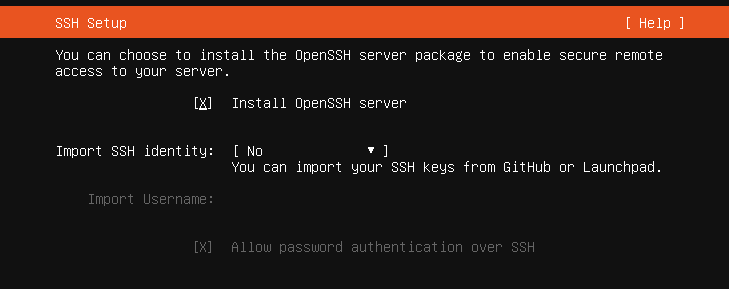 SSH Setup [ Help ]
You can choose to install the OpenSSH server package to enable secure remote
access to your server.
[X] Install OpenSSH server
Import SSH identity: [ No ▾ ]
You can import your SSH keys from GitHub or Launchpad.
Import Username:
[X] Allow password authentication over SSH